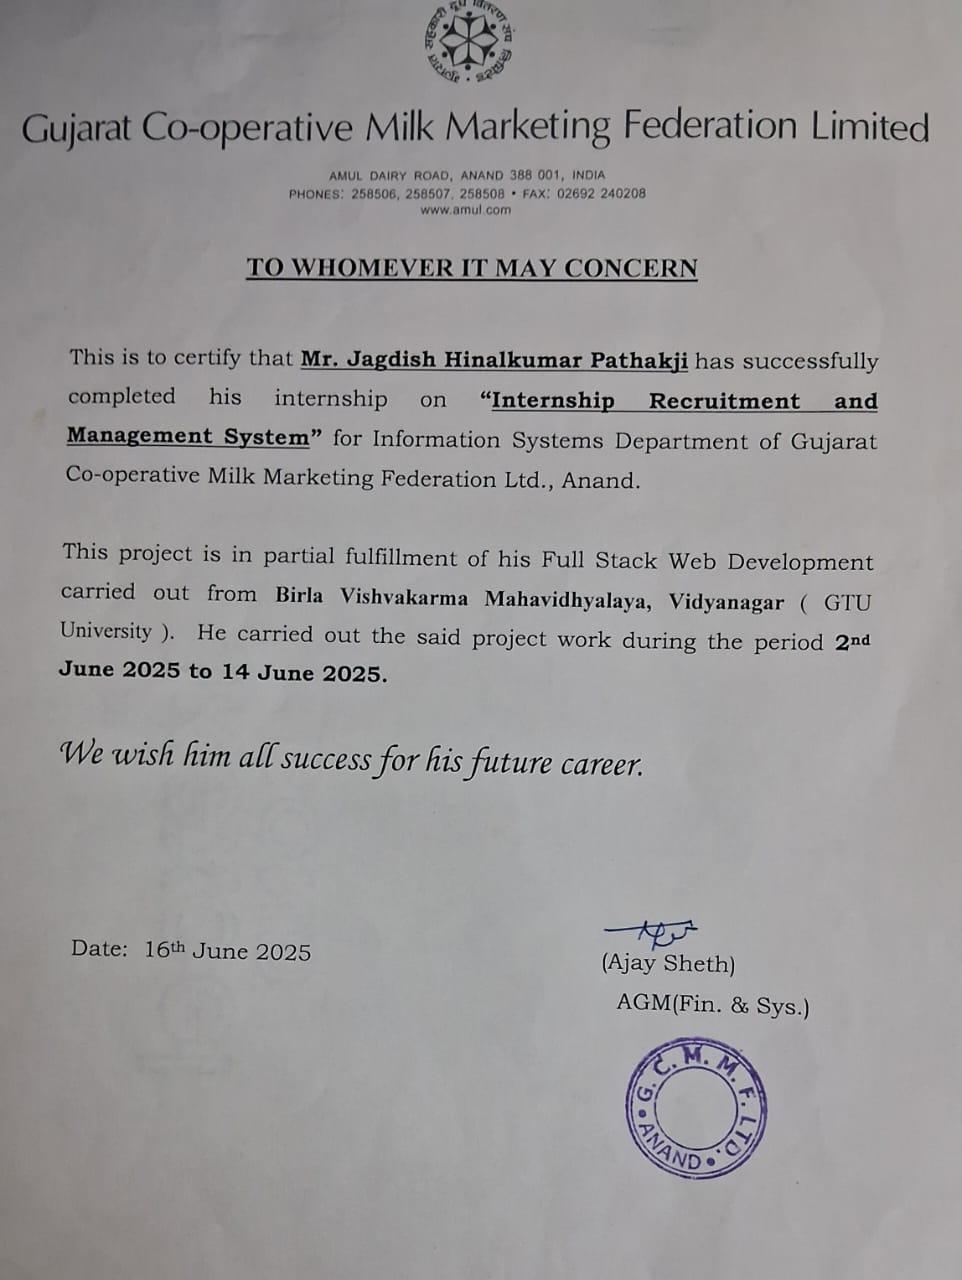 सहकारी दूध वितरण संघ लिमिटेड
Gujarat Co-operative Milk Marketing Federation Limited
AMUL DAIRY ROAD, ANAND 388 001, INDIA
PHONES: 258506, 258507, 258508 • FAX: 02692 240208
www.amul.com
TO WHOMEVER IT MAY CONCERN
This is to certify that Mr. Jagdish Hinalkumar Pathakji has successfully
completed his internship on “Internship Recruitment and
Management System” for Information Systems Department of Gujarat
Co-operative Milk Marketing Federation Ltd., Anand.
This project is in partial fulfillment of his Full Stack Web Development
carried out from Birla Vishvakarma Mahavidhyalaya, Vidyanagar ( GTU
University ). He carried out the said project work during the period 2nd
June 2025 to 14 June 2025.
We wish him all success for his future career.
Date: 16th June 2025
(Ajay Sheth)
AGM(Fin. & Sys.)
G. C. M. M. F. LTD.
• ANAND •